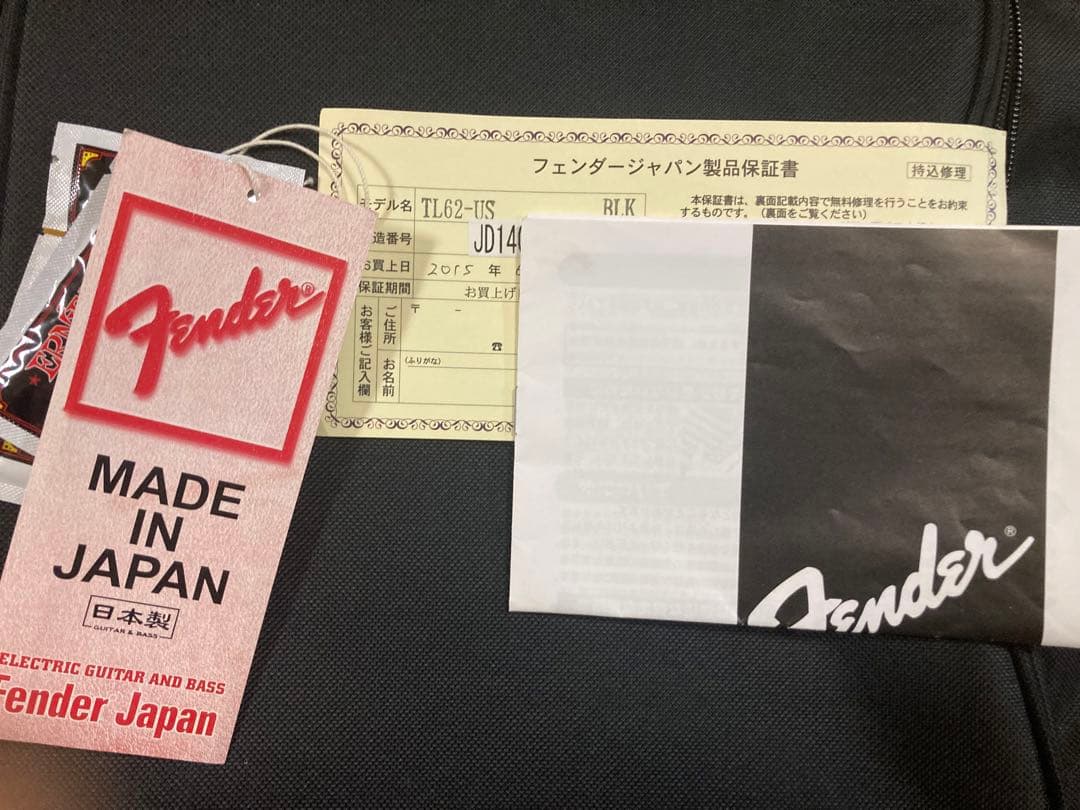 Fender®
MADE
IN
JAPAN
日本製
GUITAR & BASS
ELECTRIC GUITAR AND BASS
Fender Japan
フェンダージャパン製品保証書
持込修理
モデル名 TL62-US BLK
本保証書は、裏面記載内容で無料修理を行うことをお約束
するものです。(裏面をご覧ください)
造番号 JD14
お買上日 2015 年
保証期間 お買上げ
お客様ご記入欄
ご住所
〒 -
☎
お名前
(ふりがな)
Fender®